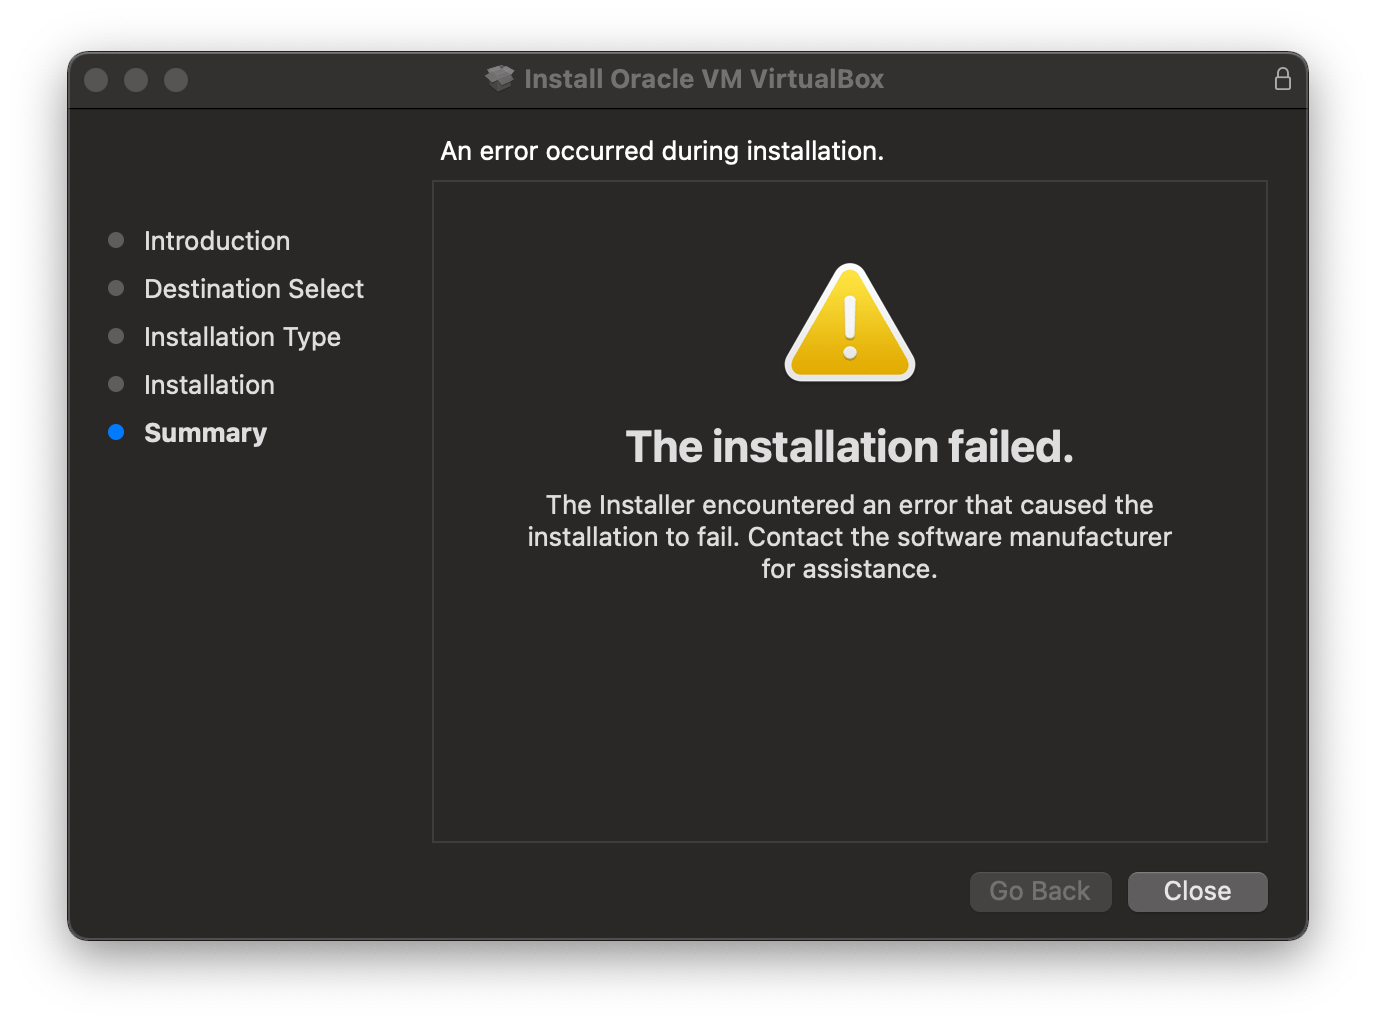 Install Oracle VM VirtualBox
An error occurred during installation.
Introduction
Destination Select
Installation Type
Installation
Summary
The installation failed.
The Installer encountered an error that caused the
installation to fail. Contact the software manufacturer
for assistance.
Go Back
Close